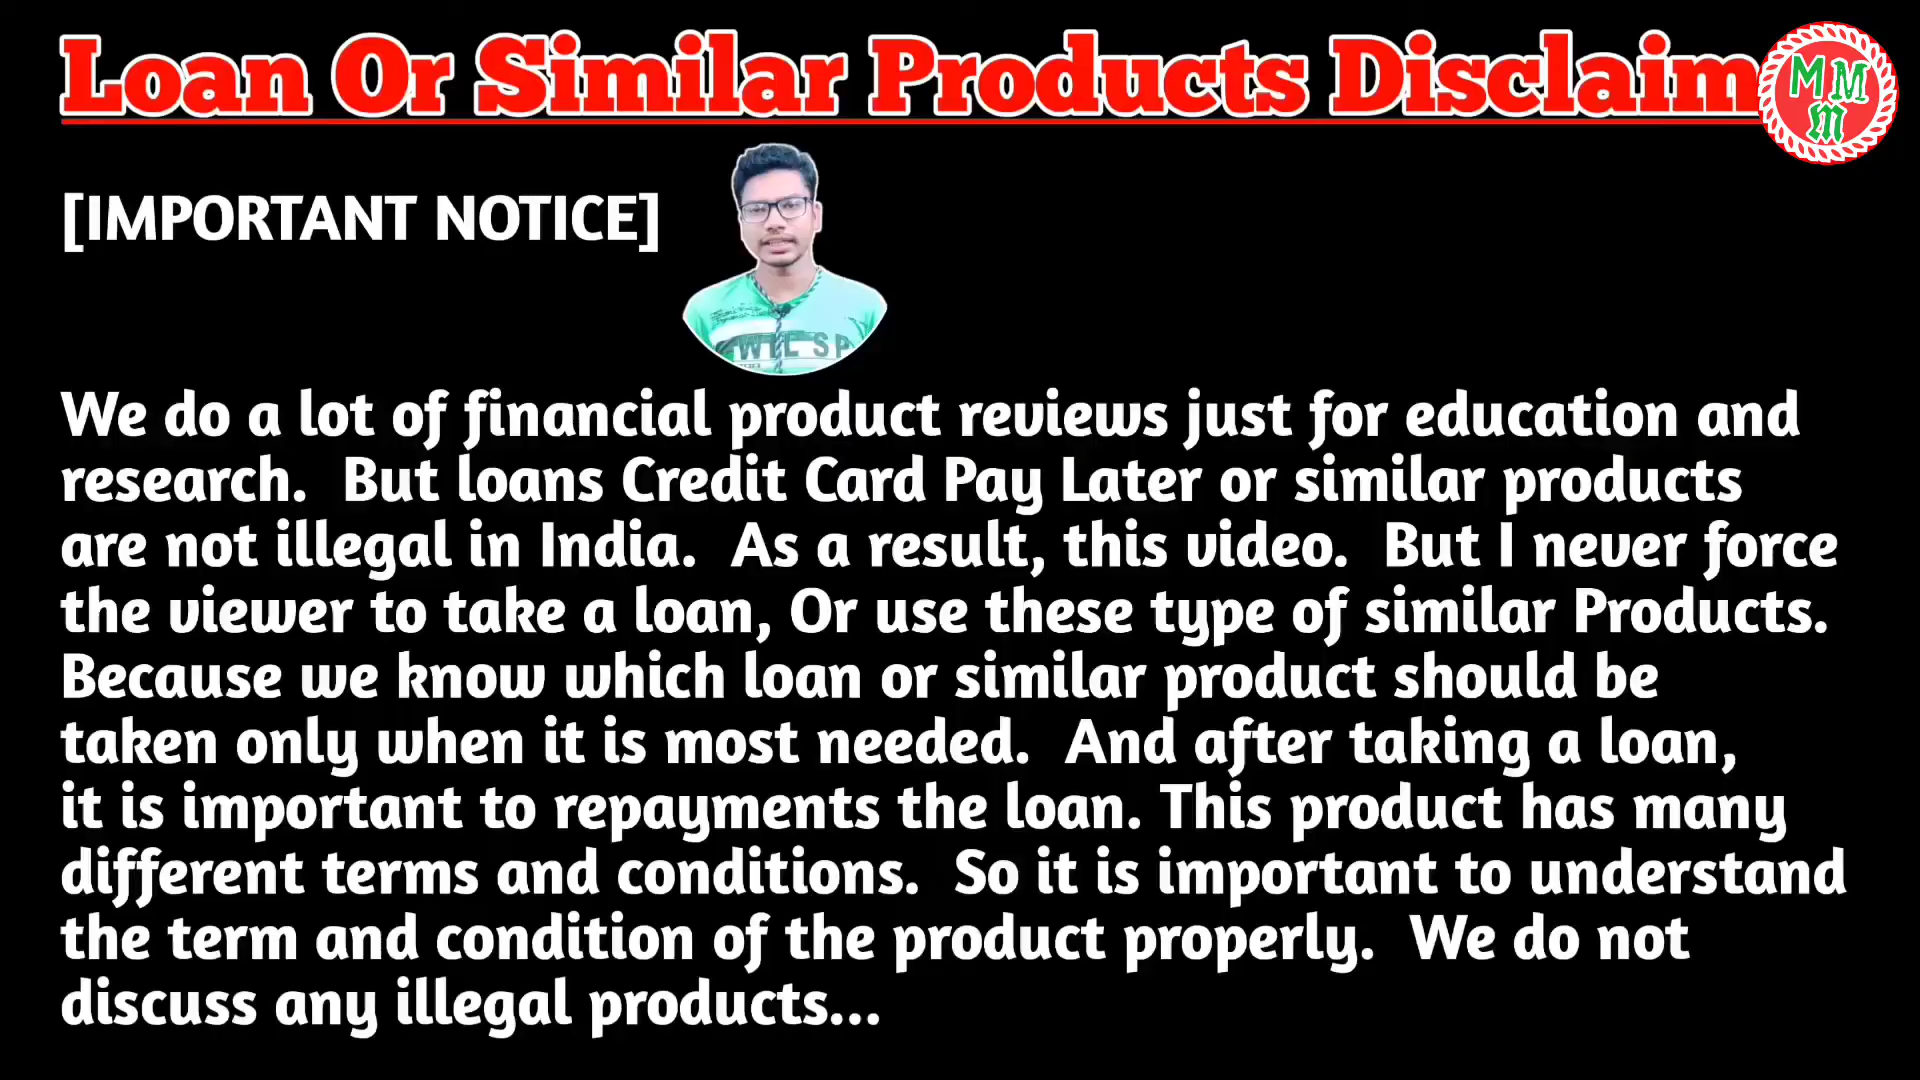 Loan Or Similar Products Disclaim
M M
M
[IMPORTANT NOTICE]
SP
We do a lot of financial product reviews just for education and
research. But loans Credit Card Pay Later or similar products
are not illegal in India. As a result, this video. But I never force
the viewer to take a loan, Or use these type of similar Products.
Because we know which loan or similar product should be
taken only when it is most needed. And after taking a loan,
it is important to repayments the loan. This product has many
different terms and conditions. So it is important to understand
the term and condition of the product properly. We do not
discuss any illegal products...